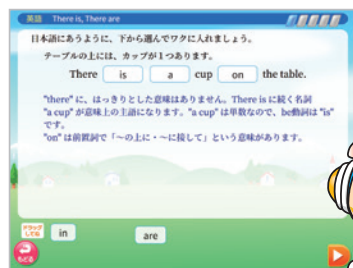 英語 There is, There are
日本語にあうように、下から選んでワクに入れましょう。
テーブルの上には、カップが1つあります。
There is a cup on the table.
"there" に、はっきりとした意味はありません。There is に続く名詞
"a cup" が意味上の主語になります。"a cup" は単数なので、be動詞は "is"
です。
"on" は前置詞で「～の上に・～に接して」という意味があります。
ドラッグ
してね
in
are
もどる